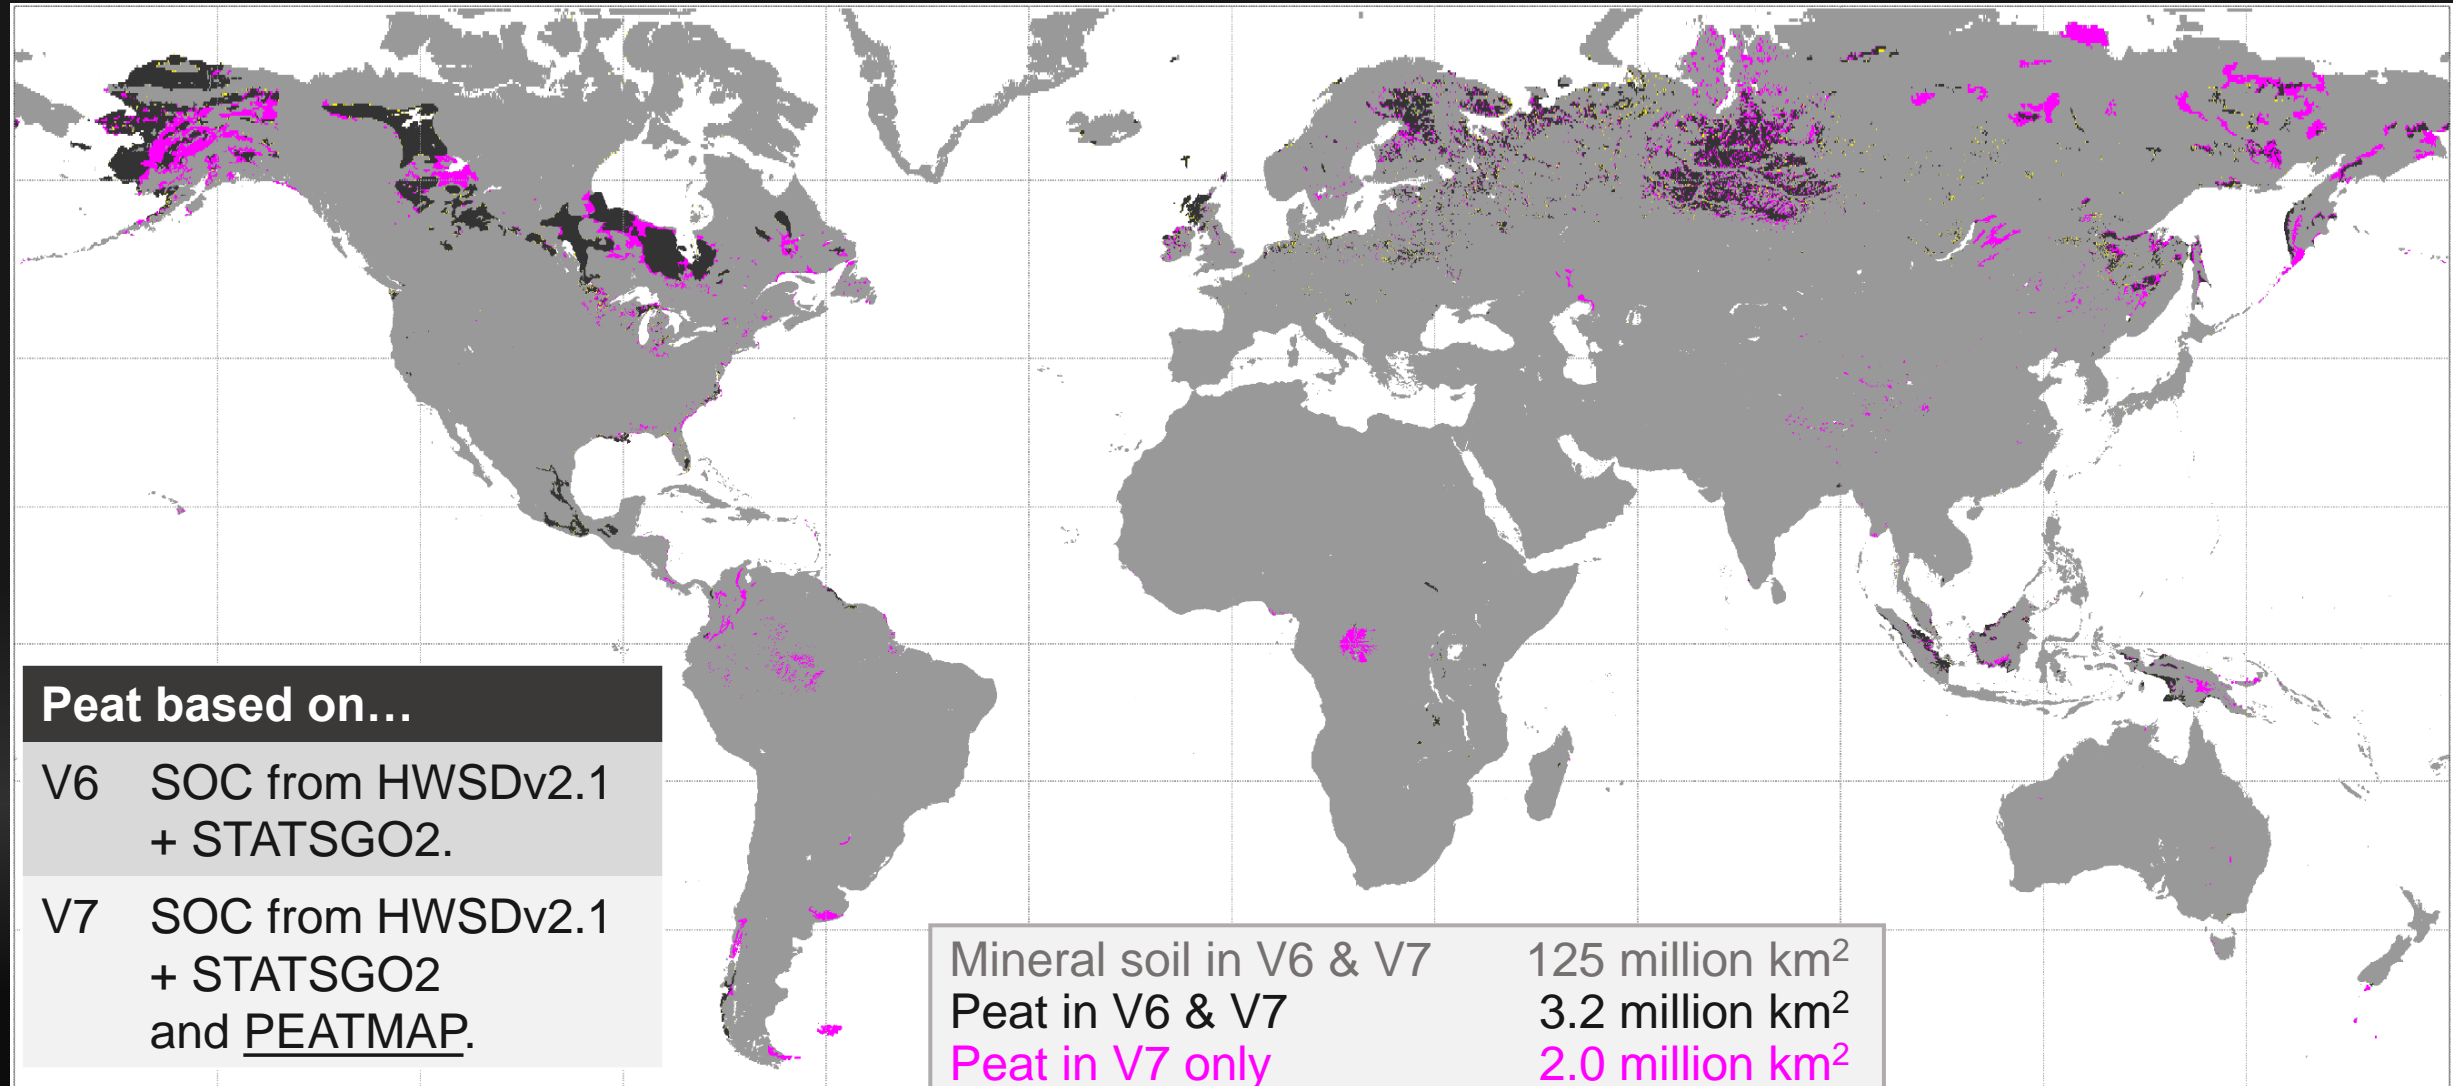 Peat based on...
V6 SOC from HWSDv2.1
+ STATSGO2.
V7 SOC from HWSDv2.1
+ STATSGO2
and PEATMAP.
Mineral soil in V6 & V7 125 million km²
Peat in V6 & V7 3.2 million km²
Peat in V7 only 2.0 million km²